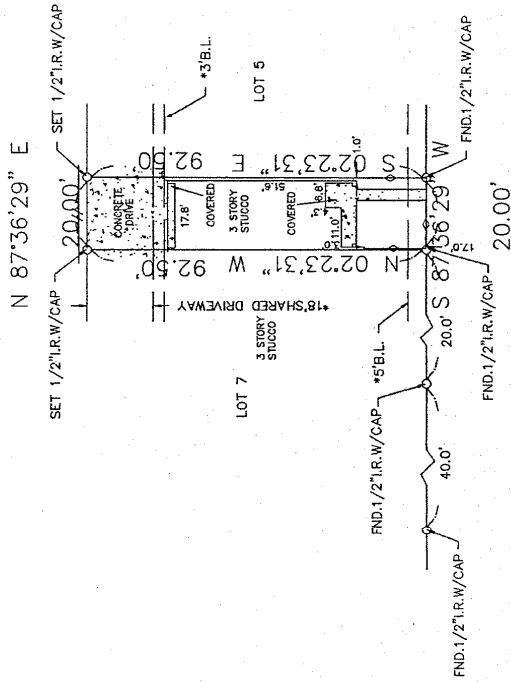 N 87°36'29" E
20.00'
SET 1/2"I.R.W/CAP
SET 1/2"I.R.W/CAP
CONCRETE
DRIVE
*3'B.L.
LOT 5
S 02°23'31" E 92.50'
N 02°23'31" W 92.50'
17.8'
COVERED
3 STORY
STUCCO
51.6'
COVERED
6.8'
11.0'
1.0'
*18'SHARED DRIVEWAY
3 STORY
STUCCO
LOT 7
*5'B.L.
S 87°36'29" W
20.00'
17.0'
20.0'
40.0'
FND.1/2"I.R.W/CAP
FND.1/2"I.R.W/CAP
FND.1/2"I.R.W/CAP
FND.1/2"I.R.W/CAP